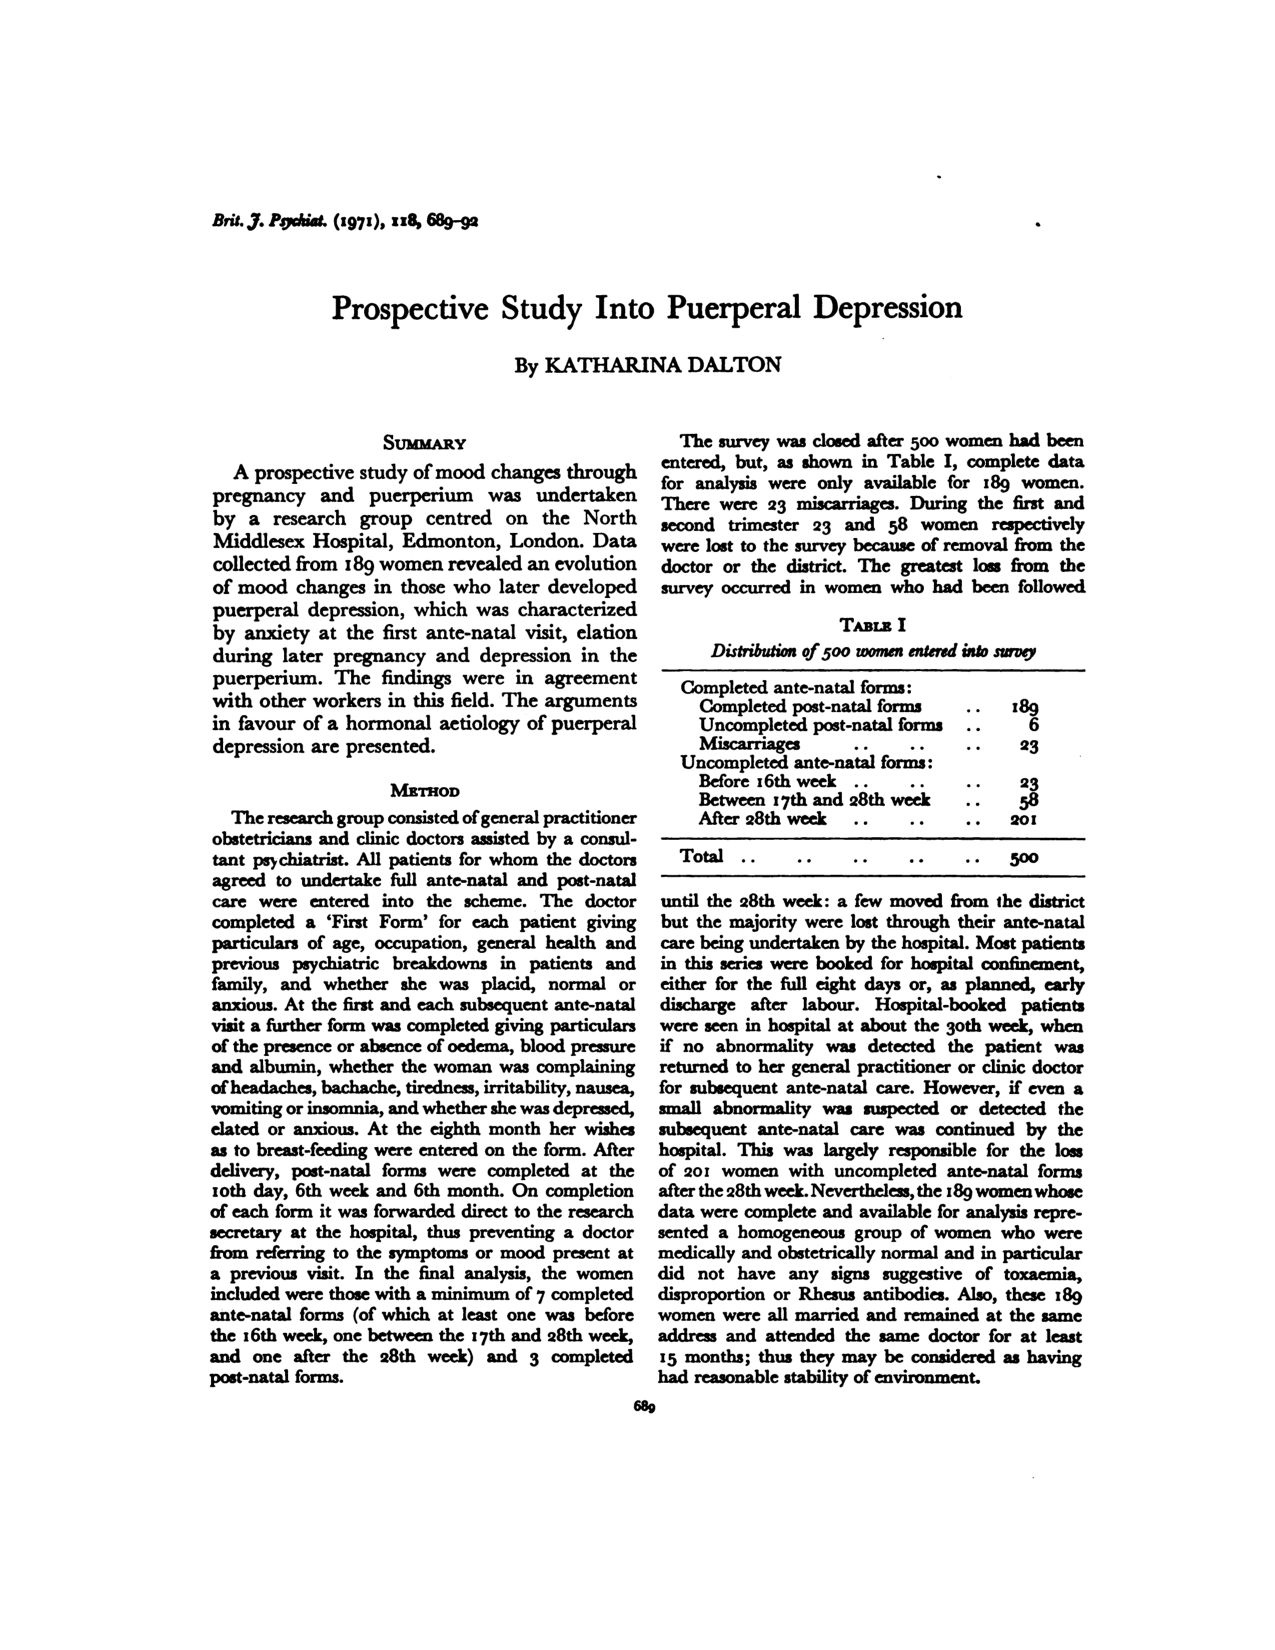 Brit. J. Psychiat. (1971), 118, 689–92
Prospective Study Into Puerperal Depression
By KATHARINA DALTON
SUMMARY
A prospective study of mood changes through
pregnancy and puerperium was undertaken
by a research group centred on the North
Middlesex Hospital, Edmonton, London. Data
collected from 189 women revealed an evolution
of mood changes in those who later developed
puerperal depression, which was characterized
by anxiety at the first ante-natal visit, elation
during later pregnancy and depression in the
puerperium. The findings were in agreement
with other workers in this field. The arguments
in favour of a hormonal aetiology of puerperal
depression are presented.
METHOD
The research group consisted of general practitioner
obstetricians and clinic doctors assisted by a consul-
tant psychiatrist. All patients for whom the doctors
agreed to undertake full ante-natal and post-natal
care were entered into the scheme. The doctor
completed a 'First Form' for each patient giving
particulars of age, occupation, general health and
previous psychiatric breakdowns in patients and
family, and whether she was placid, normal or
anxious. At the first and each subsequent ante-natal
visit a further form was completed giving particulars
of the presence or absence of oedema, blood pressure
and albumin, whether the woman was complaining
of headaches, bachache, tiredness, irritability, nausea,
vomiting or insomnia, and whether she was depressed,
elated or anxious. At the eighth month her wishes
as to breast-feeding were entered on the form. After
delivery, post-natal forms were completed at the
10th day, 6th week and 6th month. On completion
of each form it was forwarded direct to the research
secretary at the hospital, thus preventing a doctor
from referring to the symptoms or mood present at
a previous visit. In the final analysis, the women
included were those with a minimum of 7 completed
ante-natal forms (of which at least one was before
the 16th week, one between the 17th and 28th week,
and one after the 28th week) and 3 completed
post-natal forms.
The survey was closed after 500 women had been
entered, but, as shown in Table I, complete data
for analysis were only available for 189 women.
There were 23 miscarriages. During the first and
second trimester 23 and 58 women respectively
were lost to the survey because of removal from the
doctor or the district. The greatest loss from the
survey occurred in women who had been followed
TABLE I
Distribution of 500 women entered into survey
Completed ante-natal forms:
Completed post-natal forms .. 189
Uncompleted post-natal forms .. 6
Miscarriages .. .. .. 23
Uncompleted ante-natal forms:
Before 16th week .. .. .. 23
Between 17th and 28th week .. 58
After 28th week .. .. .. 201
Total .. .. .. .. .. 500
until the 28th week: a few moved from the district
but the majority were lost through their ante-natal
care being undertaken by the hospital. Most patients
in this series were booked for hospital confinement,
either for the full eight days or, as planned, early
discharge after labour. Hospital-booked patients
were seen in hospital at about the 30th week, when
if no abnormality was detected the patient was
returned to her general practitioner or clinic doctor
for subsequent ante-natal care. However, if even a
small abnormality was suspected or detected the
subsequent ante-natal care was continued by the
hospital. This was largely responsible for the loss
of 201 women with uncompleted ante-natal forms
after the 28th week. Nevertheless, the 189 women whose
data were complete and available for analysis repre-
sented a homogeneous group of women who were
medically and obstetrically normal and in particular
did not have any signs suggestive of toxaemia,
disproportion or Rhesus antibodies. Also, these 189
women were all married and remained at the same
address and attended the same doctor for at least
15 months; thus they may be considered as having
had reasonable stability of environment.
689